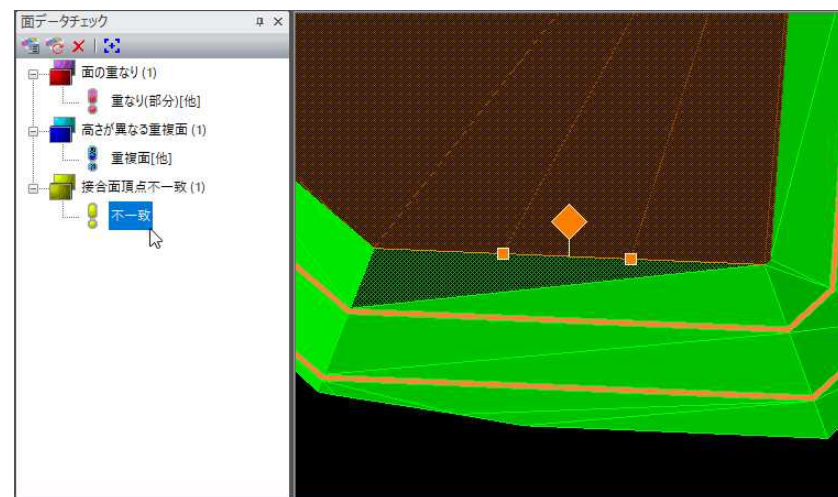 面データチェック
面の重なり (1)
重なり(部分)[他]
高さが異なる重複面 (1)
重複面[他]
接合面頂点不一致 (1)
不一致